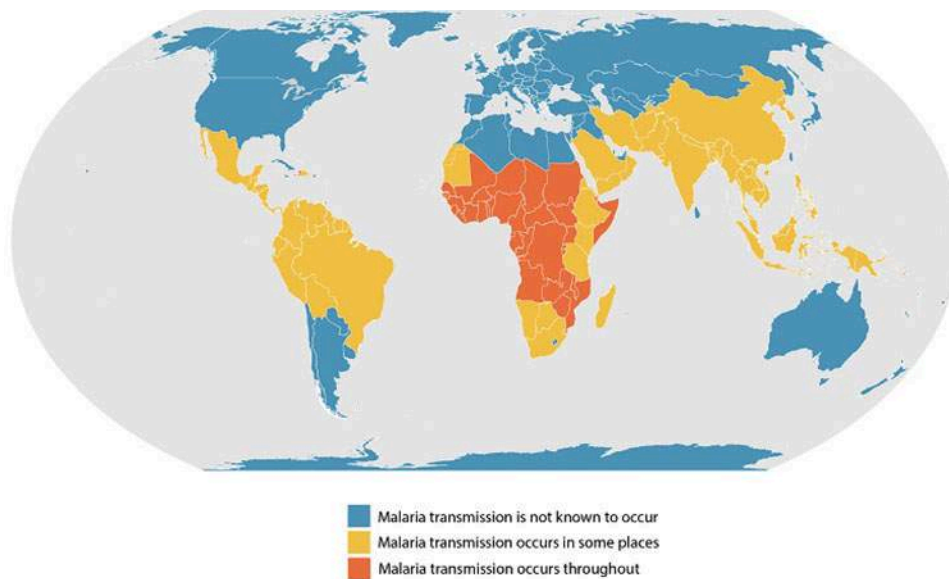 Malaria transmission is not known to occur
Malaria transmission occurs in some places
Malaria transmission occurs throughout